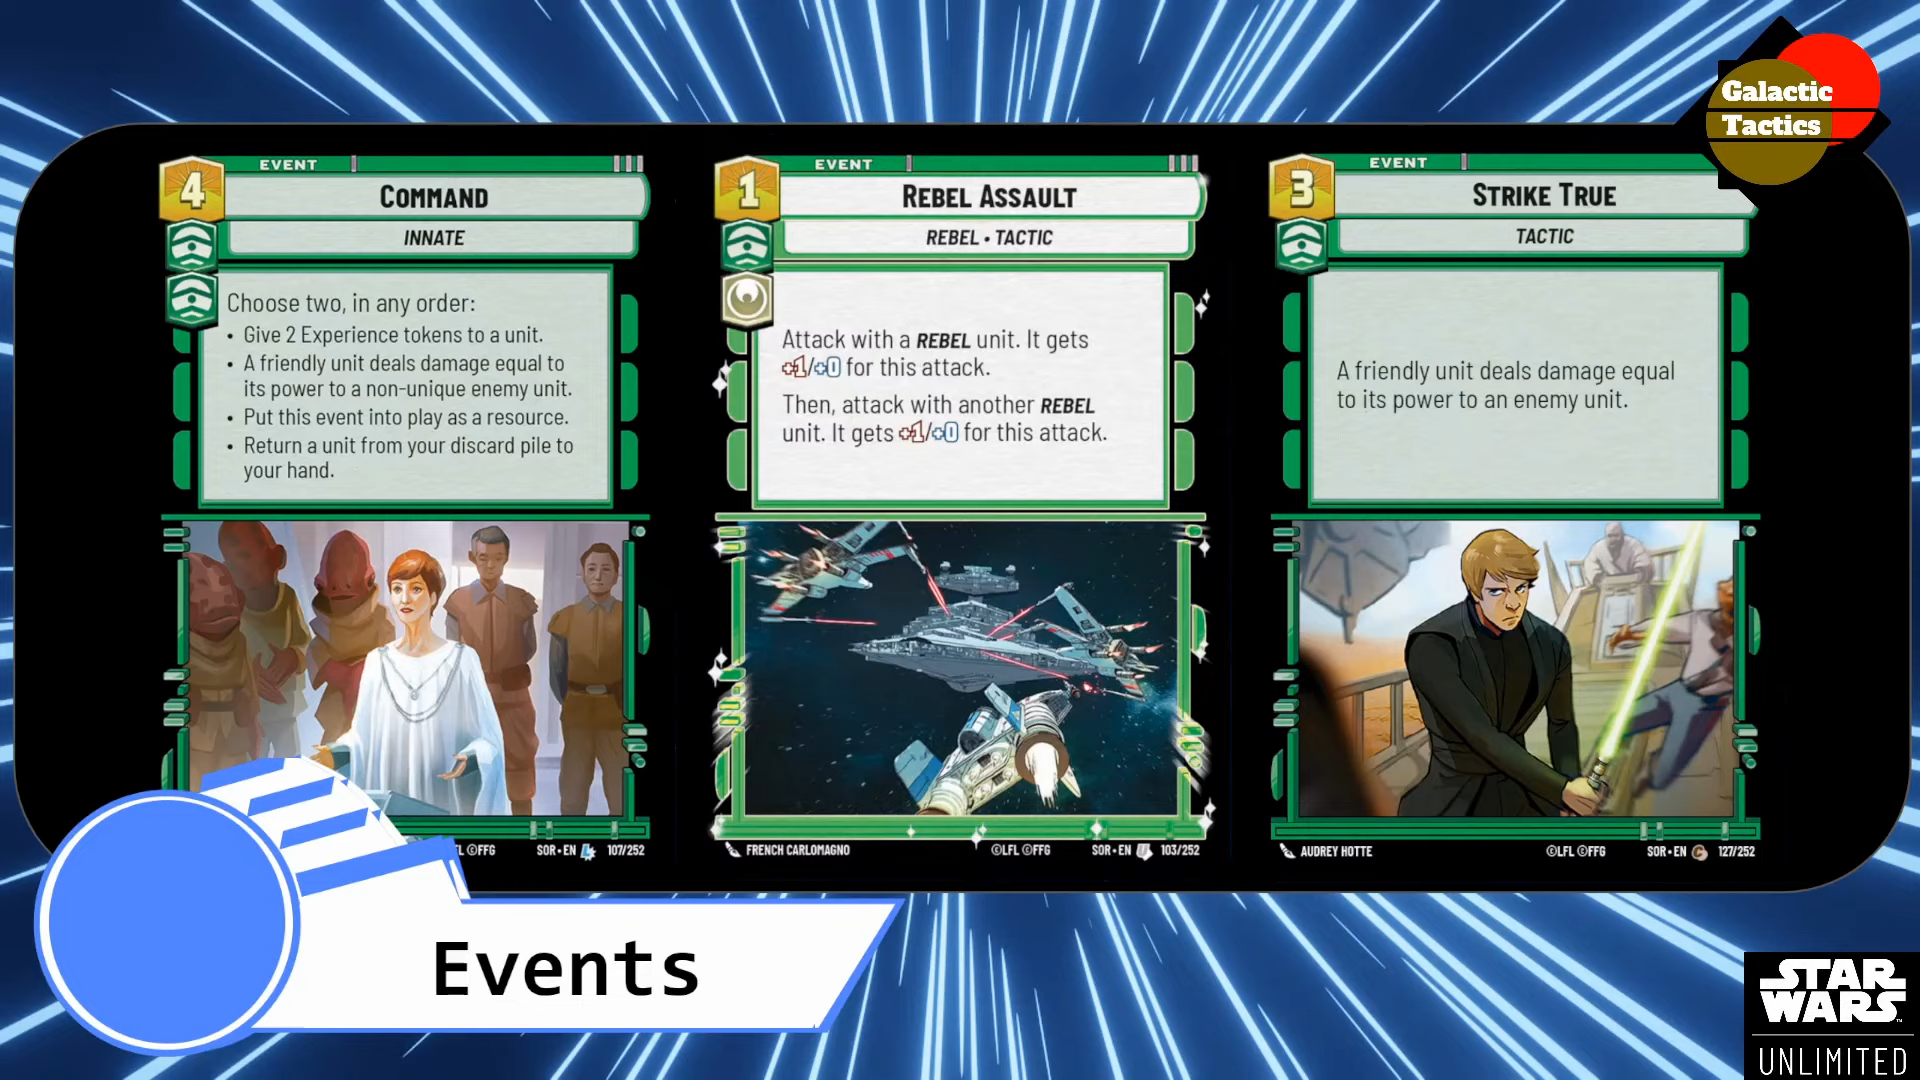 Galactic
Tactics
EVENT
4
COMMAND
INNATE
Choose two, in any order:
• Give 2 Experience tokens to a unit.
• A friendly unit deals damage equal to
its power to a non-unique enemy unit.
• Put this event into play as a resource.
• Return a unit from your discard pile to
your hand.
L ©FFG
SOR • EN L 107/252
EVENT
1
REBEL ASSAULT
REBEL • TACTIC
Attack with a REBEL unit. It gets
+1/+0 for this attack.
Then, attack with another REBEL
unit. It gets +1/+0 for this attack.
FRENCH CARLOMAGNO
©LFL ©FFG
SOR • EN U 103/252
EVENT
3
STRIKE TRUE
TACTIC
A friendly unit deals damage equal
to its power to an enemy unit.
AUDREY HOTTE
©LFL ©FFG
SOR • EN C 127/252
Events
STAR
WARS
UNLIMITED